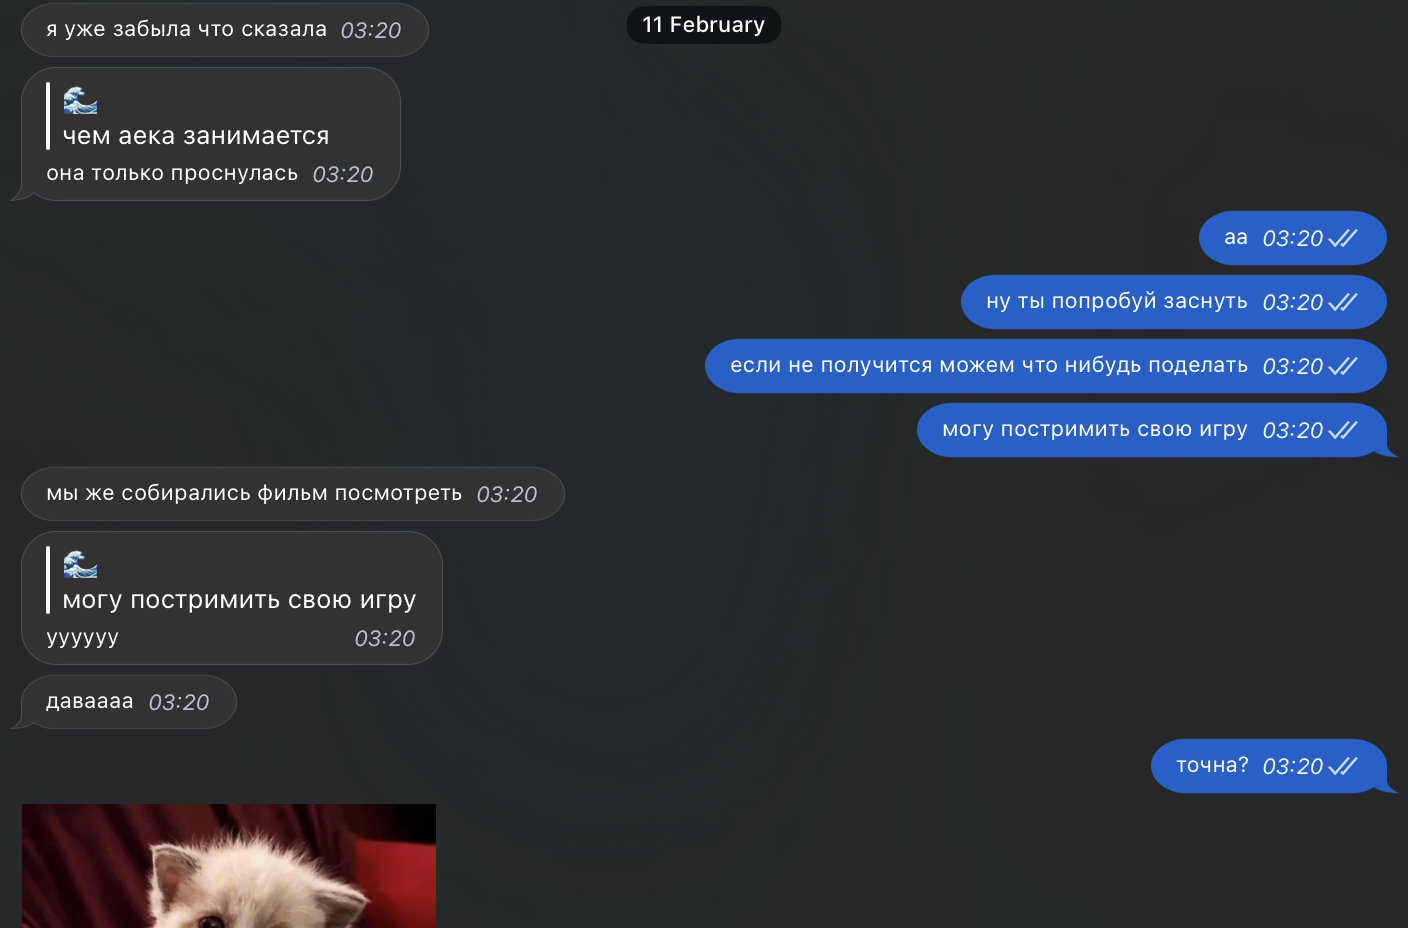 11 February
я уже забыла что сказала 03:20
🌊
чем аека занимается
она только проснулась 03:20
аа 03:20
ну ты попробуй заснуть 03:20
если не получится можем что нибудь поделать 03:20
могу постримить свою игру 03:20
мы же собирались фильм посмотреть 03:20
🌊
могу постримить свою игру
уууууу 03:20
даваааа 03:20
точна? 03:20